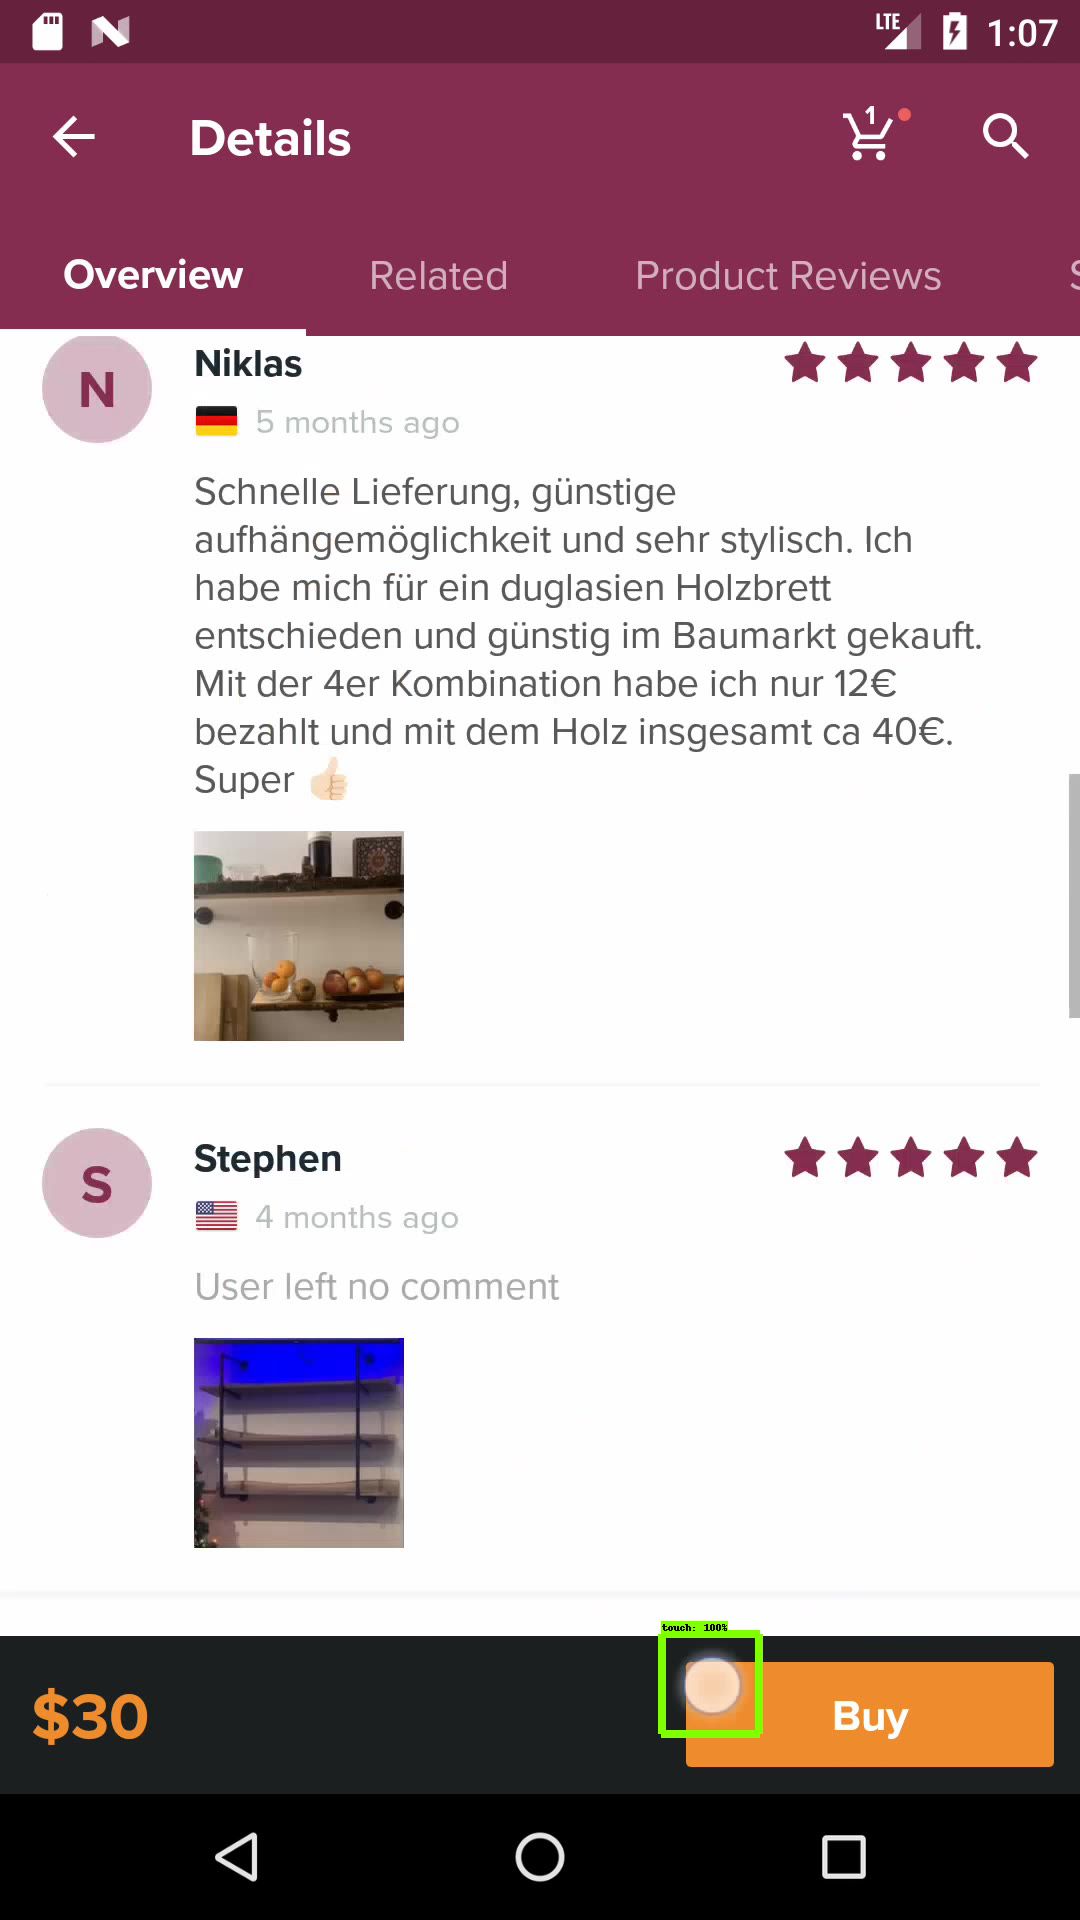 LTE 1:07
Details
1
Overview Related Product Reviews S
N Niklas
5 months ago
Schnelle Lieferung, günstige
aufhängemöglichkeit und sehr stylisch. Ich
habe mich für ein duglasien Holzbrett
entschieden und günstig im Baumarkt gekauft.
Mit der 4er Kombination habe ich nur 12€
bezahlt und mit dem Holz insgesamt ca 40€.
Super 👍🏻
S Stephen
4 months ago
User left no comment
touch: 100%
$30 Buy